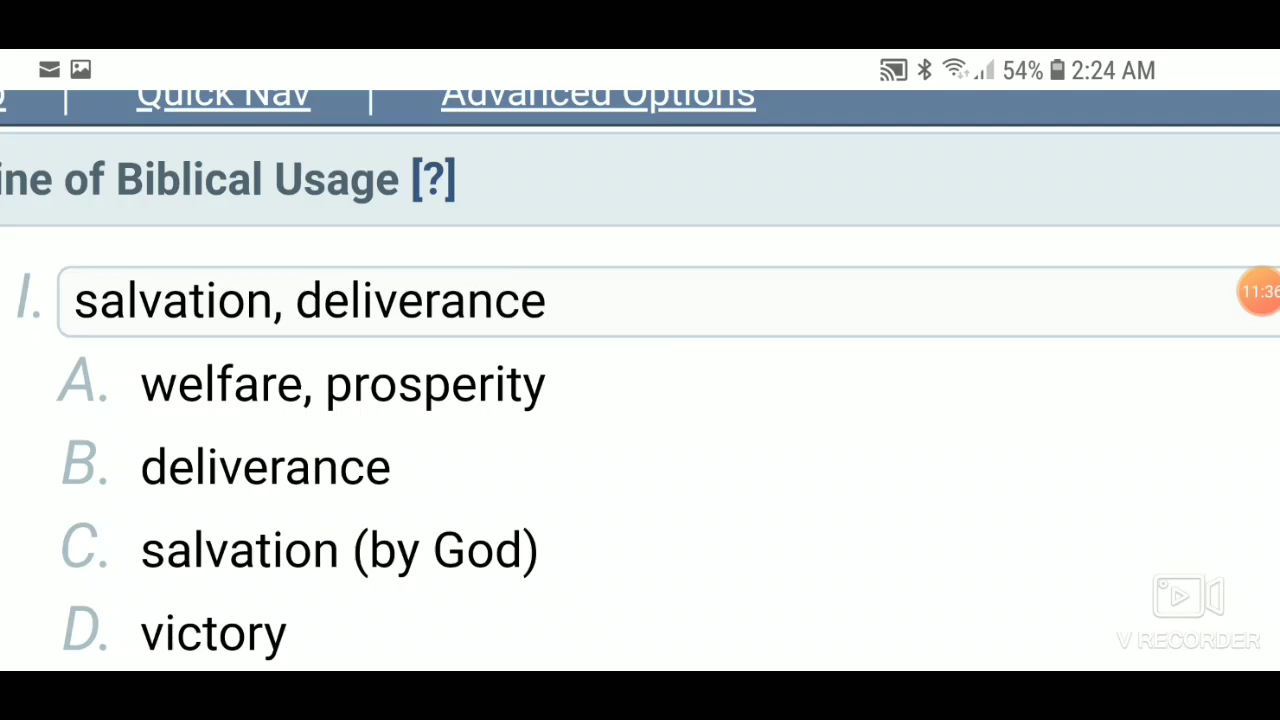 54% 2:24 AM
| Quick Nav | Advanced Options
ine of Biblical Usage [?]
I. salvation, deliverance
11:36
A. welfare, prosperity
B. deliverance
C. salvation (by God)
D. victory
V RECORDER